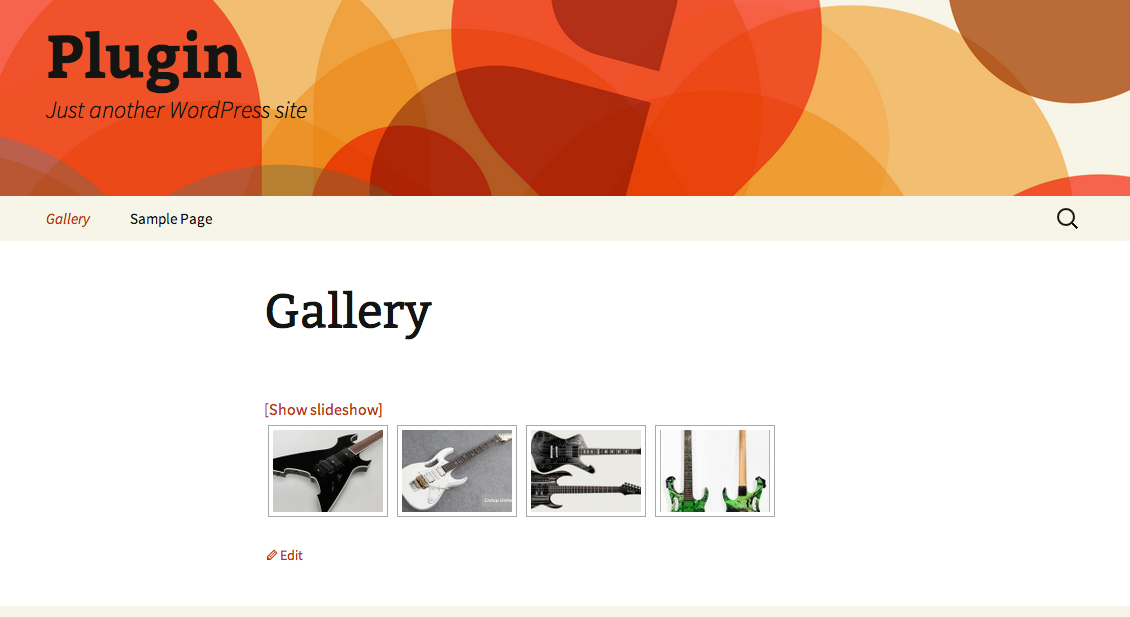 Plugin
Just another WordPress site
Gallery
Sample Page
Gallery
[Show slideshow]
Edit